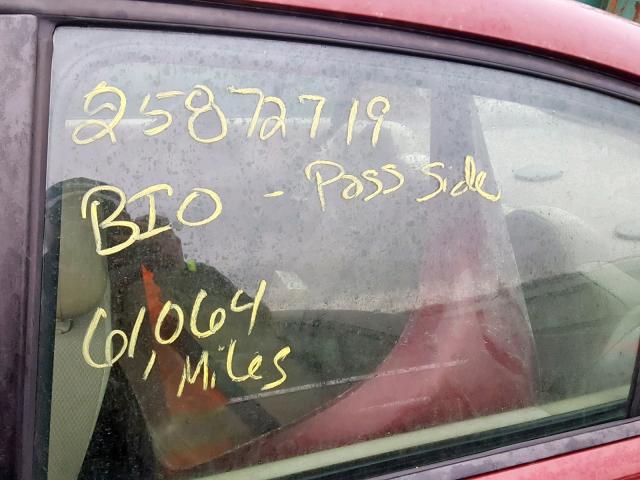 25872719
BIO - Pass side
61,064
Miles